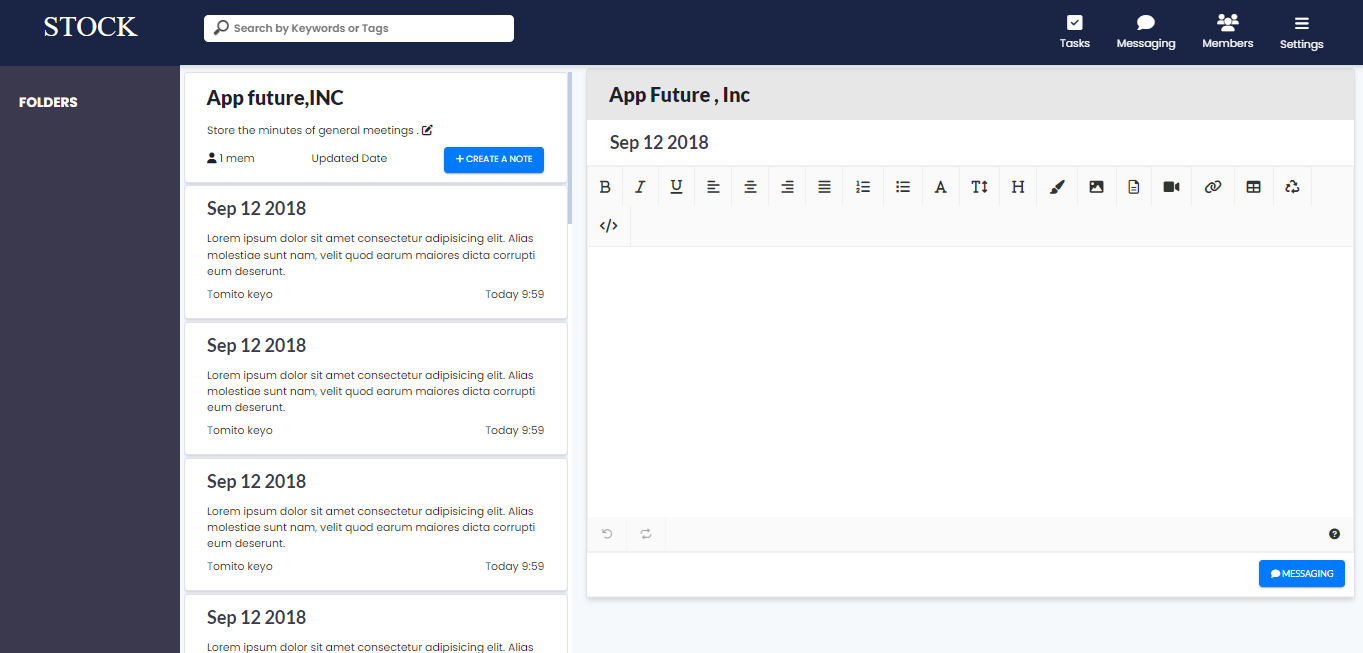 STOCK
Search by Keywords or Tags
Tasks
Messaging
Members
Settings
FOLDERS
App future,INC
Store the minutes of general meetings .
1 mem
Updated Date
+ CREATE A NOTE
Sep 12 2018
Lorem ipsum dolor sit amet consectetur adipisicing elit. Alias
molestiae sunt nam, velit quod earum maiores dicta corrupti
eum deserunt.
Tomito keyo
Today 9:59
Sep 12 2018
Lorem ipsum dolor sit amet consectetur adipisicing elit. Alias
molestiae sunt nam, velit quod earum maiores dicta corrupti
eum deserunt.
Tomito keyo
Today 9:59
Sep 12 2018
Lorem ipsum dolor sit amet consectetur adipisicing elit. Alias
molestiae sunt nam, velit quod earum maiores dicta corrupti
eum deserunt.
Tomito keyo
Today 9:59
Sep 12 2018
Lorem ipsum dolor sit amet consectetur adipisicing elit. Alias
App Future , Inc
Sep 12 2018
MESSAGING